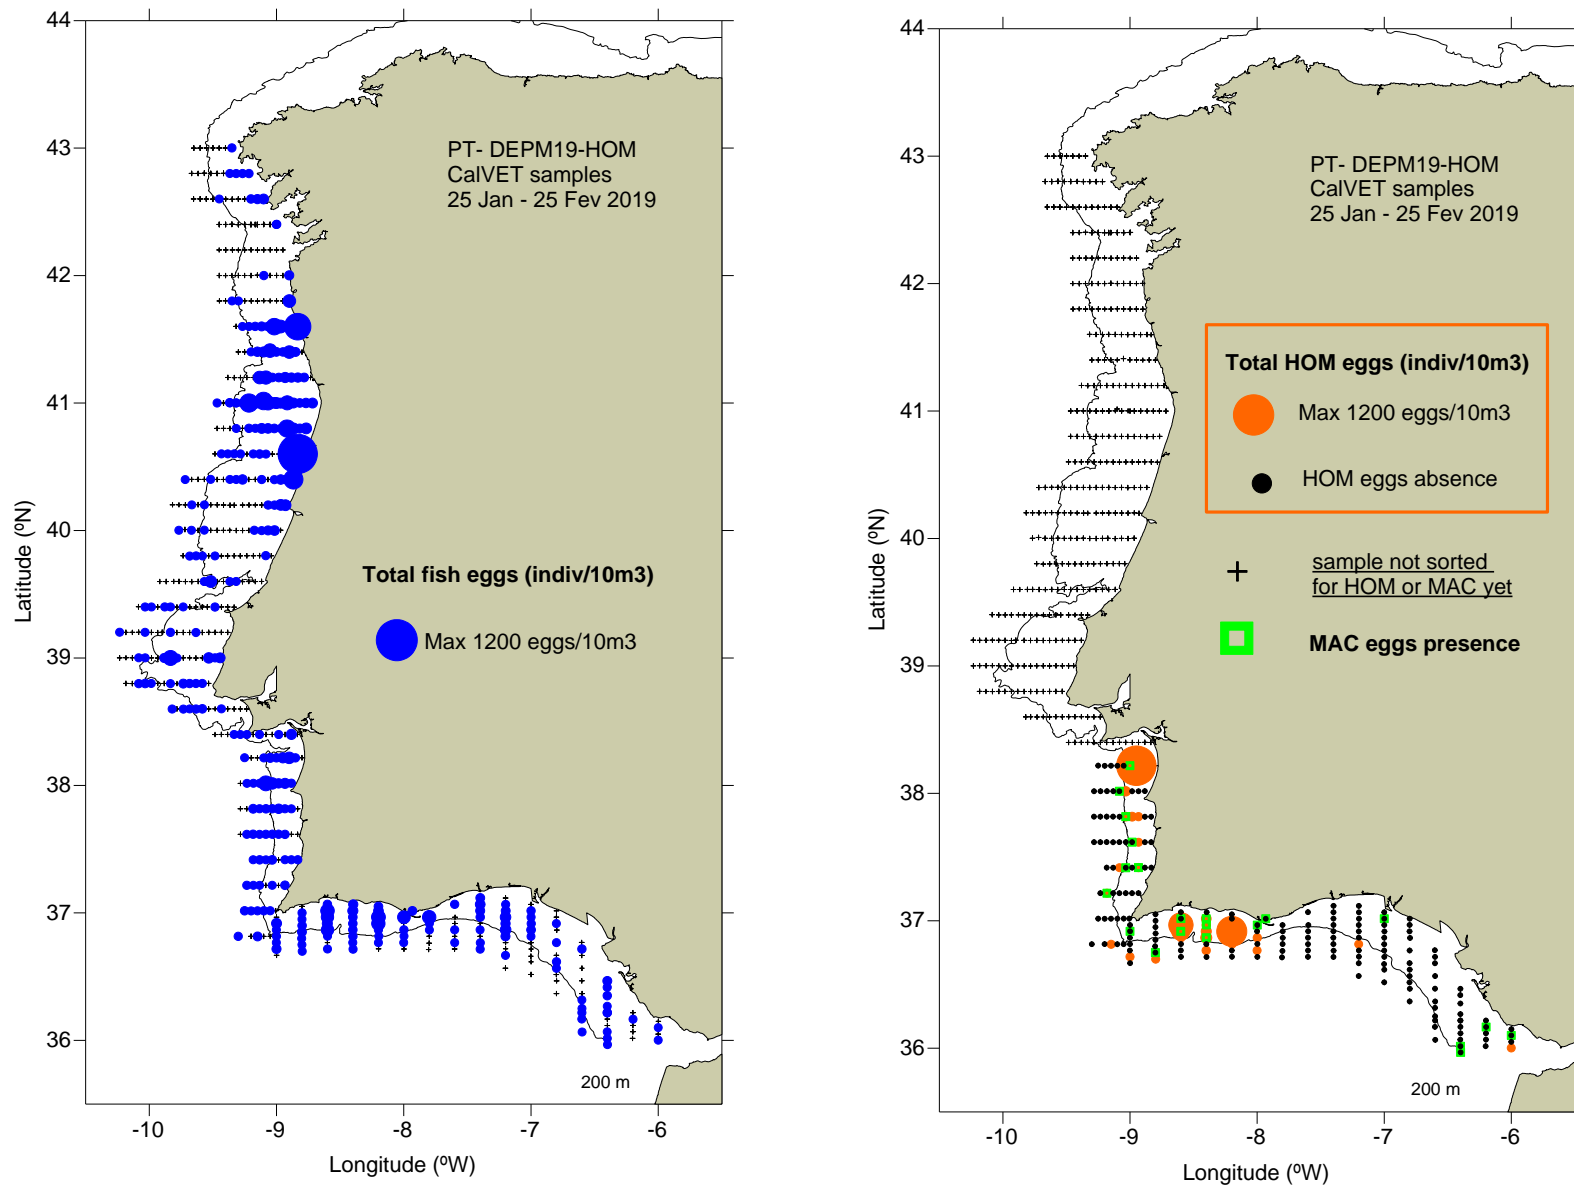 44
43
42
41
40
39
38
37
36
-10
-9
-8
-7
-6
Latitude (ºN)
Longitude (ºW)
PT- DEPM19-HOM
CalVET samples
25 Jan - 25 Fev 2019
Total fish eggs (indiv/10m3)
Max 1200 eggs/10m3
200 m
44
43
42
41
40
39
38
37
36
-10
-9
-8
-7
-6
Latitude (ºN)
Longitude (ºW)
PT- DEPM19-HOM
CalVET samples
25 Jan - 25 Fev 2019
Total HOM eggs (indiv/10m3)
Max 1200 eggs/10m3
HOM eggs absence
sample not sorted
for HOM or MAC yet
MAC eggs presence
200 m